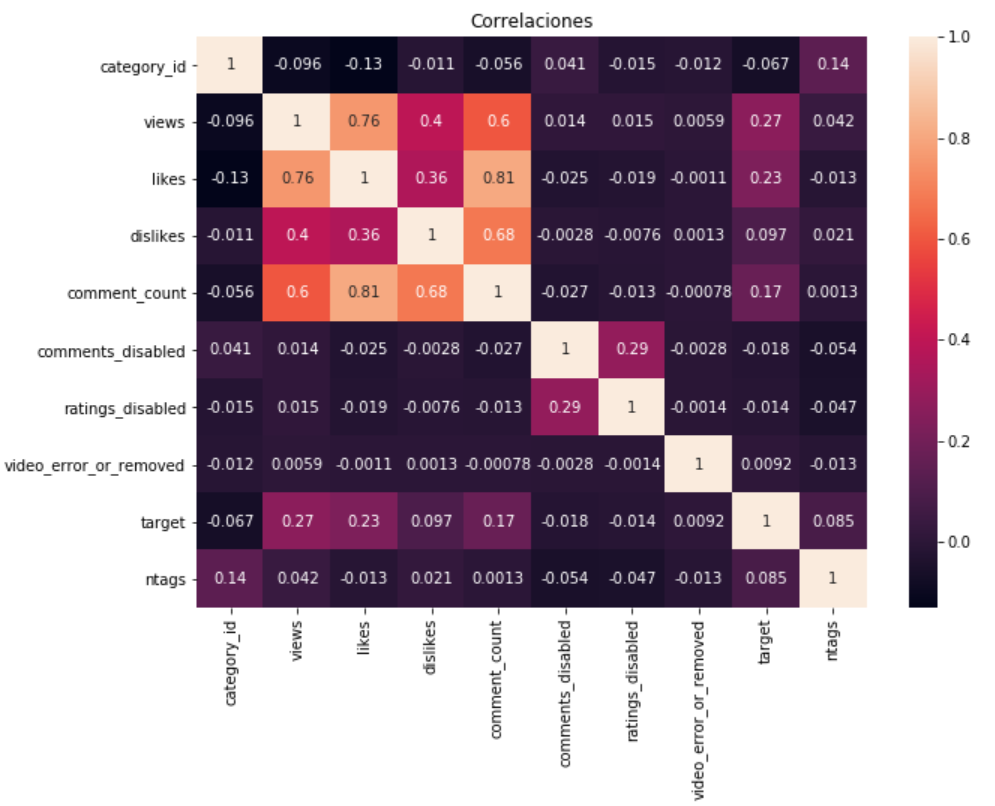 Correlaciones
category_id 1 -0.096 -0.13 -0.011 -0.056 0.041 -0.015 -0.012 -0.067 0.14
views -0.096 1 0.76 0.4 0.6 0.014 0.015 0.0059 0.27 0.042
likes -0.13 0.76 1 0.36 0.81 -0.025 -0.019 -0.0011 0.23 -0.013
dislikes -0.011 0.4 0.36 1 0.68 -0.0028 -0.0076 0.0013 0.097 0.021
comment_count -0.056 0.6 0.81 0.68 1 -0.027 -0.013 -0.00078 0.17 0.0013
comments_disabled 0.041 0.014 -0.025 -0.0028 -0.027 1 0.29 -0.0028 -0.018 -0.054
ratings_disabled -0.015 0.015 -0.019 -0.0076 -0.013 0.29 1 -0.0014 -0.014 -0.047
video_error_or_removed -0.012 0.0059 -0.0011 0.0013 -0.00078 -0.0028 -0.0014 1 0.0092 -0.013
target -0.067 0.27 0.23 0.097 0.17 -0.018 -0.014 0.0092 1 0.085
ntags 0.14 0.042 -0.013 0.021 0.0013 -0.054 -0.047 -0.013 0.085 1
category_id
views
likes
dislikes
comment_count
comments_disabled
ratings_disabled
video_error_or_removed
target
ntags
1.0
0.8
0.6
0.4
0.2
0.0